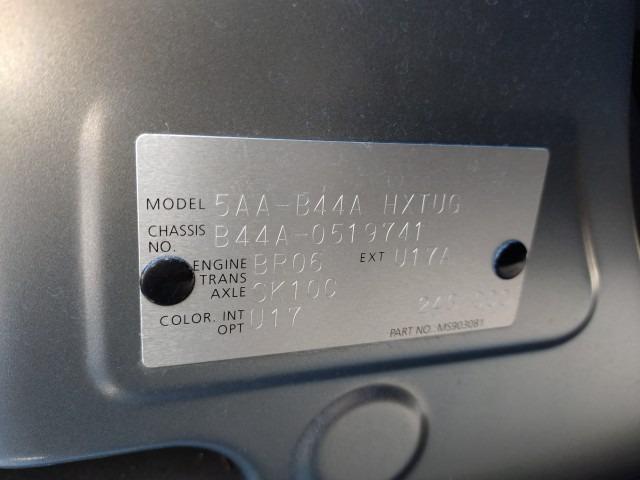 MODEL 5AA-B44A HXTUG
CHASSIS NO. B44A-0519741
ENGINE BR06 EXT U17A
TRANS AXLE
COLOR. INT OPT U17
PART NO. MS903081